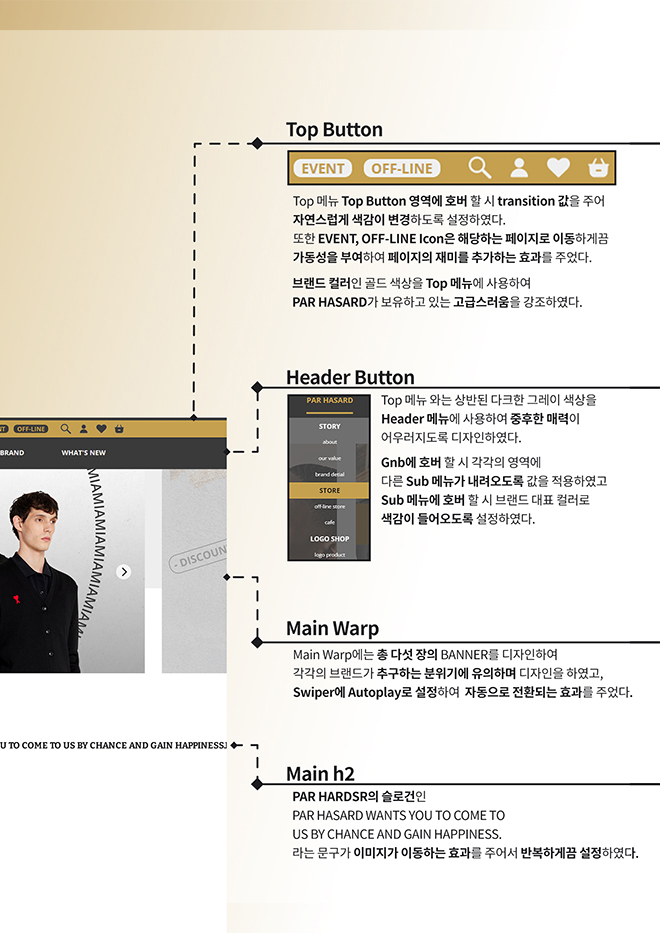 Top Button
EVENT OFF-LINE
Top 메뉴 Top Button 영역에 호버 할 시 transition 값을 주어
자연스럽게 색감이 변경하도록 설정하였다.
또한 EVENT, OFF-LINE Icon은 해당하는 페이지로 이동하게끔
가동성을 부여하여 페이지의 재미를 추가하는 효과를 주었다.
브랜드 컬러인 골드 색상을 Top 메뉴에 사용하여
PAR HASARD가 보유하고 있는 고급스러움을 강조하였다.
Header Button
PAR HASARD
STORY
about
our value
brand detial
STORE
off-line store
cafe
LOGO SHOP
logo product
Top 메뉴 와는 상반된 다크한 그레이 색상을
Header 메뉴에 사용하여 중후한 매력이
어우러지도록 디자인하였다.
Gnb에 호버 할 시 각각의 영역에
다른 Sub 메뉴가 내려오도록 값을 적용하였고
Sub 메뉴에 호버 할 시 브랜드 대표 컬러로
색감이 들어오도록 설정하였다.
NT OFF-LINE
BRAND WHAT'S NEW
MIAMIAMIAMIAMIAMIAMIAMI
- DISCOUN
Main Warp
Main Warp에는 총 다섯 장의 BANNER를 디자인하여
각각의 브랜드가 추구하는 분위기에 유의하며 디자인을 하였고,
Swiper에 Autoplay로 설정하여 자동으로 전환되는 효과를 주었다.
U TO COME TO US BY CHANCE AND GAIN HAPPINESS.
Main h2
PAR HARDSR의 슬로건인
PAR HASARD WANTS YOU TO COME TO
US BY CHANCE AND GAIN HAPPINESS.
라는 문구가 이미지가 이동하는 효과를 주어서 반복하게끔 설정하였다.